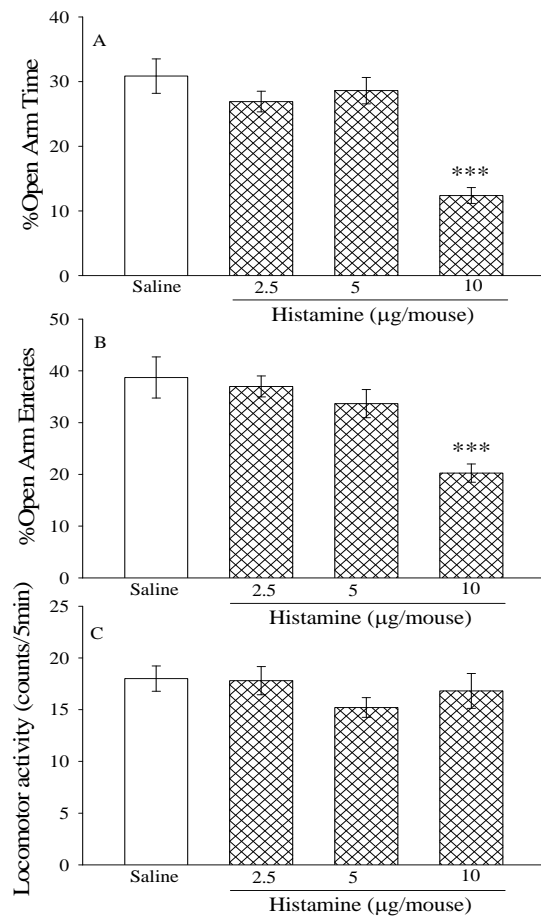 A
%Open Arm Time
40
30
20
10
0
***
Saline
2.5
5
10
Histamine (μg/mouse)
B
%Open Arm Enteries
50
40
30
20
10
0
***
Saline
2.5
5
10
Histamine (μg/mouse)
C
Locomotor activity (counts/5min)
25
20
15
10
5
0
Saline
2.5
5
10
Histamine (μg/mouse)